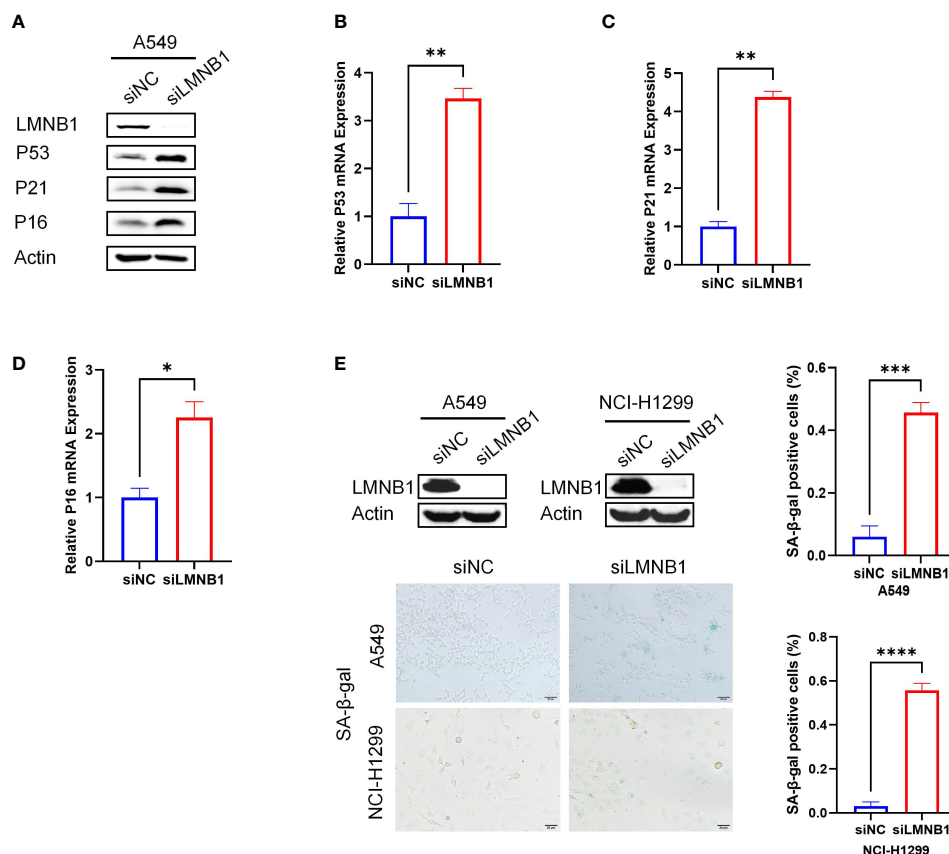 A
A549
siNC siLMNB1
LMNB1
P53
P21
P16
Actin
B
Relative P53 mRNA Expression
4
3
2
1
0
**
siNC siLMNB1
C
Relative P21 mRNA Expression
5
4
3
2
1
0
**
siNC siLMNB1
D
Relative P16 mRNA Expression
3
2
1
0
*
siNC siLMNB1
E
A549
siNC siLMNB1
LMNB1
Actin
NCI-H1299
siNC siLMNB1
LMNB1
Actin
SA-β-gal
siNC siLMNB1
A549
NCI-H1299
SA-β-gal positive cells (%)
0.6
0.4
0.2
0.0
***
siNC siLMNB1
A549
SA-β-gal positive cells (%)
0.8
0.6
0.4
0.2
0.0
****
siNC siLMNB1
NCI-H1299